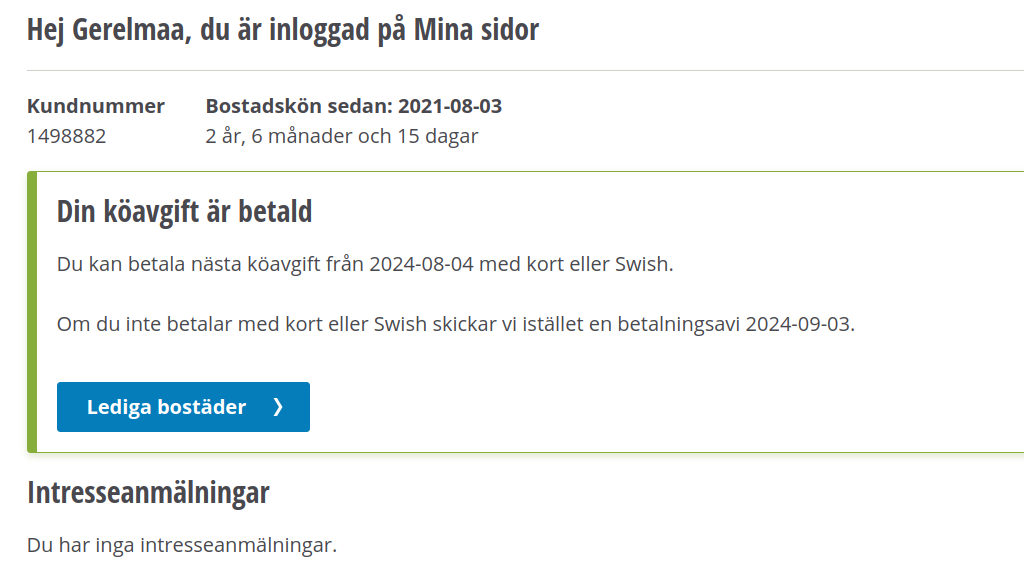 Hej Gerelmaa, du är inloggad på Mina sidor
Kundnummer
1498882
Bostadskön sedan: 2021-08-03
2 år, 6 månader och 15 dagar
Din köavgift är betald
Du kan betala nästa köavgift från 2024-08-04 med kort eller Swish.
Om du inte betalar med kort eller Swish skickar vi istället en betalningsavi 2024-09-03.
Lediga bostäder
Intresseanmälningar
Du har inga intresseanmälningar.